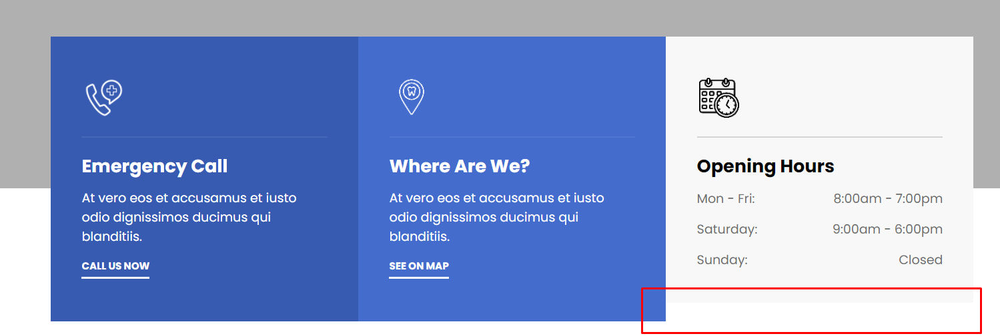 Emergency Call
At vero eos et accusamus et iusto
odio dignissimos ducimus qui
blanditiis.
CALL US NOW
Where Are We?
At vero eos et accusamus et iusto
odio dignissimos ducimus qui
blanditiis.
SEE ON MAP
Opening Hours
Mon - Fri: 8:00am - 7:00pm
Saturday: 9:00am - 6:00pm
Sunday: Closed